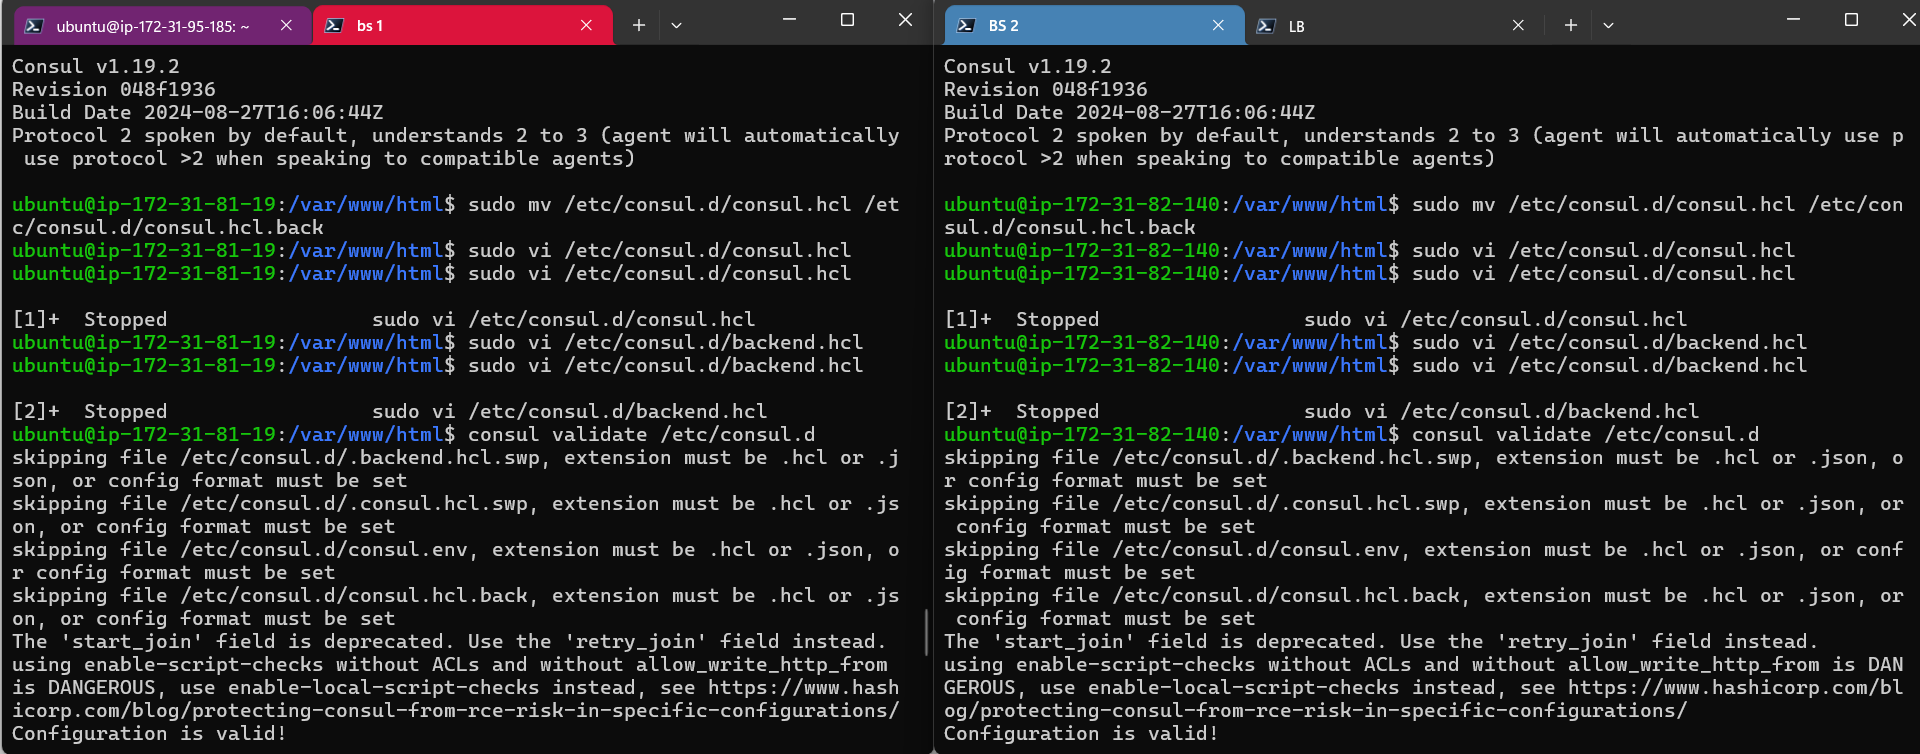 ubuntu@ip-172-31-95-185: ~
bs 1
Consul v1.19.2
Revision 048f1936
Build Date 2024-08-27T16:06:44Z
Protocol 2 spoken by default, understands 2 to 3 (agent will automatically
 use protocol >2 when speaking to compatible agents)
ubuntu@ip-172-31-81-19:/var/www/html$ sudo mv /etc/consul.d/consul.hcl /et
c/consul.d/consul.hcl.back
ubuntu@ip-172-31-81-19:/var/www/html$ sudo vi /etc/consul.d/consul.hcl
ubuntu@ip-172-31-81-19:/var/www/html$ sudo vi /etc/consul.d/consul.hcl
[1]+  Stopped                 sudo vi /etc/consul.d/consul.hcl
ubuntu@ip-172-31-81-19:/var/www/html$ sudo vi /etc/consul.d/backend.hcl
ubuntu@ip-172-31-81-19:/var/www/html$ sudo vi /etc/consul.d/backend.hcl
[2]+  Stopped                 sudo vi /etc/consul.d/backend.hcl
ubuntu@ip-172-31-81-19:/var/www/html$ consul validate /etc/consul.d
skipping file /etc/consul.d/.backend.hcl.swp, extension must be .hcl or .j
son, or config format must be set
skipping file /etc/consul.d/.consul.hcl.swp, extension must be .hcl or .js
on, or config format must be set
skipping file /etc/consul.d/consul.env, extension must be .hcl or .json, o
r config format must be set
skipping file /etc/consul.d/consul.hcl.back, extension must be .hcl or .js
on, or config format must be set
The 'start_join' field is deprecated. Use the 'retry_join' field instead.
using enable-script-checks without ACLs and without allow_write_http_from
is DANGEROUS, use enable-local-script-checks instead, see https://www.hash
icorp.com/blog/protecting-consul-from-rce-risk-in-specific-configurations/
Configuration is valid!
BS 2
LB
Consul v1.19.2
Revision 048f1936
Build Date 2024-08-27T16:06:44Z
Protocol 2 spoken by default, understands 2 to 3 (agent will automatically use p
rotocol >2 when speaking to compatible agents)
ubuntu@ip-172-31-82-140:/var/www/html$ sudo mv /etc/consul.d/consul.hcl /etc/con
sul.d/consul.hcl.back
ubuntu@ip-172-31-82-140:/var/www/html$ sudo vi /etc/consul.d/consul.hcl
ubuntu@ip-172-31-82-140:/var/www/html$ sudo vi /etc/consul.d/consul.hcl
[1]+  Stopped                 sudo vi /etc/consul.d/consul.hcl
ubuntu@ip-172-31-82-140:/var/www/html$ sudo vi /etc/consul.d/backend.hcl
ubuntu@ip-172-31-82-140:/var/www/html$ sudo vi /etc/consul.d/backend.hcl
[2]+  Stopped                 sudo vi /etc/consul.d/backend.hcl
ubuntu@ip-172-31-82-140:/var/www/html$ consul validate /etc/consul.d
skipping file /etc/consul.d/.backend.hcl.swp, extension must be .hcl or .json, o
r config format must be set
skipping file /etc/consul.d/.consul.hcl.swp, extension must be .hcl or .json, or
 config format must be set
skipping file /etc/consul.d/consul.env, extension must be .hcl or .json, or conf
ig format must be set
skipping file /etc/consul.d/consul.hcl.back, extension must be .hcl or .json, or
 config format must be set
The 'start_join' field is deprecated. Use the 'retry_join' field instead.
using enable-script-checks without ACLs and without allow_write_http_from is DAN
GEROUS, use enable-local-script-checks instead, see https://www.hashicorp.com/bl
og/protecting-consul-from-rce-risk-in-specific-configurations/
Configuration is valid!